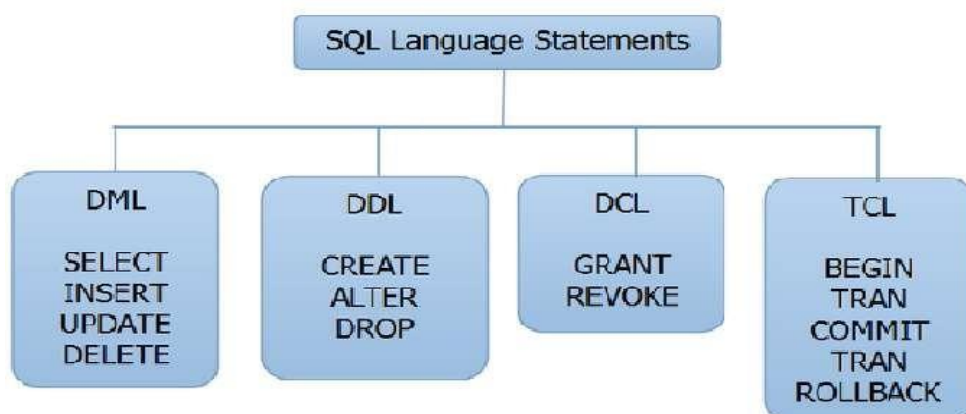 SQL Language Statements
DML
SELECT
INSERT
UPDATE
DELETE
DDL
CREATE
ALTER
DROP
DCL
GRANT
REVOKE
TCL
BEGIN
TRAN
COMMIT
TRAN
ROLLBACK